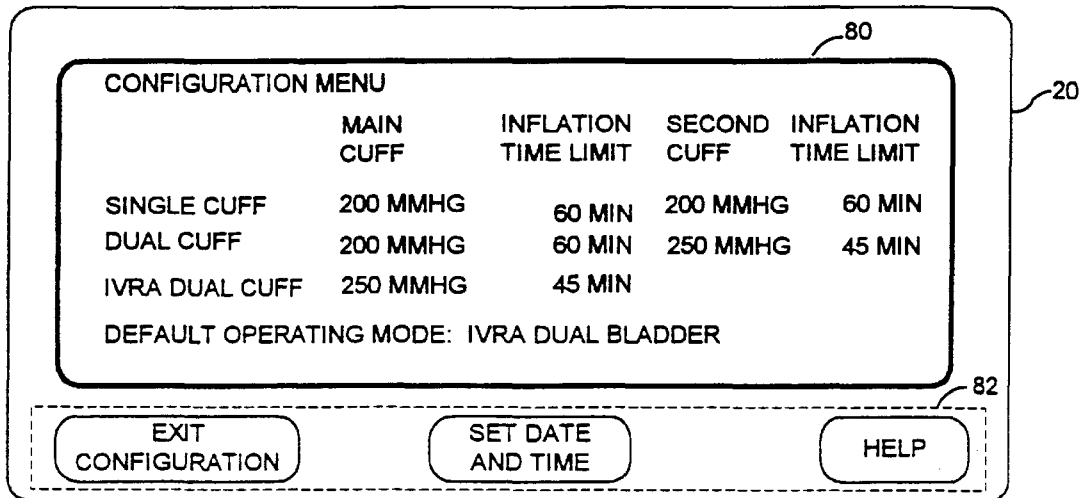 80
20
CONFIGURATION MENU
MAIN INFLATION SECOND INFLATION
CUFF TIME LIMIT CUFF TIME LIMIT
SINGLE CUFF 200 MMHG 60 MIN 200 MMHG 60 MIN
DUAL CUFF 200 MMHG 60 MIN 250 MMHG 45 MIN
IVRA DUAL CUFF 250 MMHG 45 MIN
DEFAULT OPERATING MODE: IVRA DUAL BLADDER
82
EXIT SET DATE HELP
CONFIGURATION AND TIME